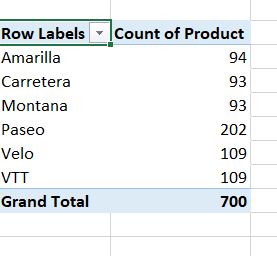 Row Labels Count of Product
Amarilla 94
Carretera 93
Montana 93
Paseo 202
Velo 109
VTT 109
Grand Total 700